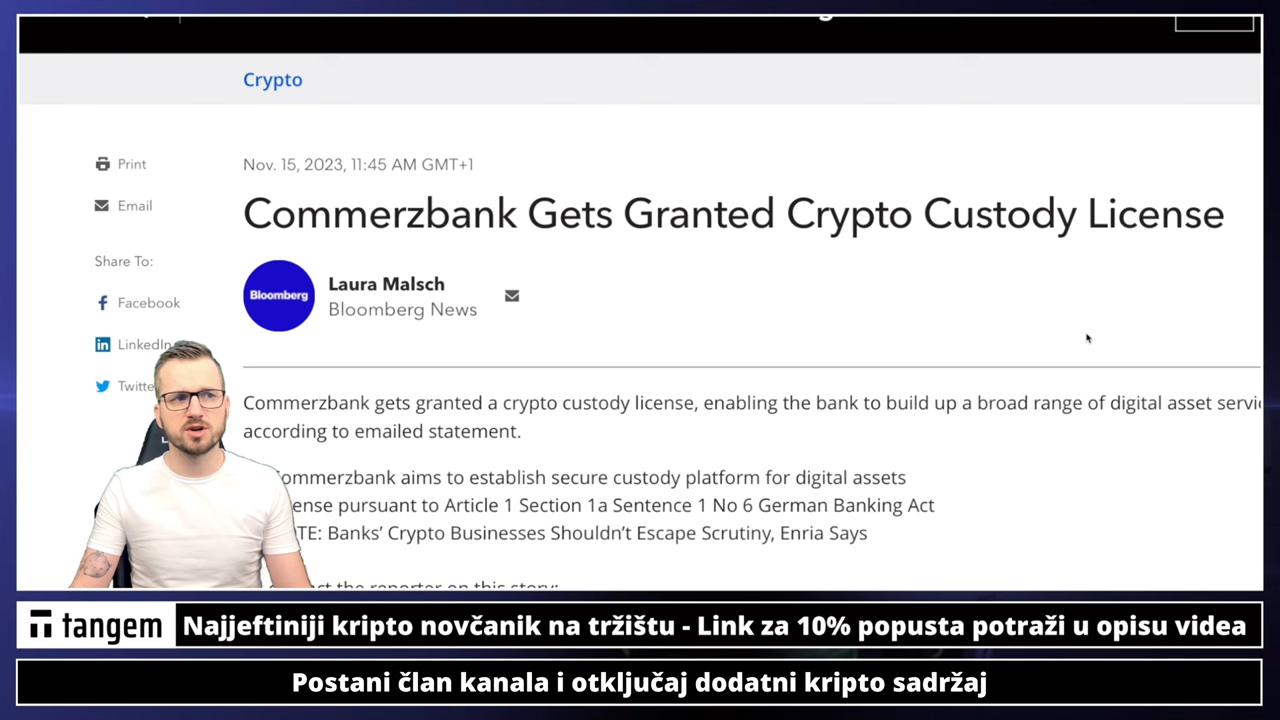 Crypto
Print
Email
Share To:
Facebook
LinkedIn
Nov. 15, 2023, 11:45 AM GMT+1
Commerzbank Gets Granted Crypto Custody License
Bloomberg
Laura Malsch
Bloomberg News
Commerzbank gets granted a crypto custody license, enabling the bank to build up a broad range of digital asset
according to emailed statement.
Commerzbank aims to establish secure custody platform for digital assets
pursuant to Article 1 Section 1a Sentence 1 No 6 German Banking Act
Banks’ Crypto Businesses Shouldn’t Escape Scrutiny, Enria Says
the reporter on this story:
tangem
Najjeftiniji kripto novčanik na tržištu - Link za 10% popusta potraži u opisu videa
Postani član kanala i otključaj dodatni kripto sadržaj